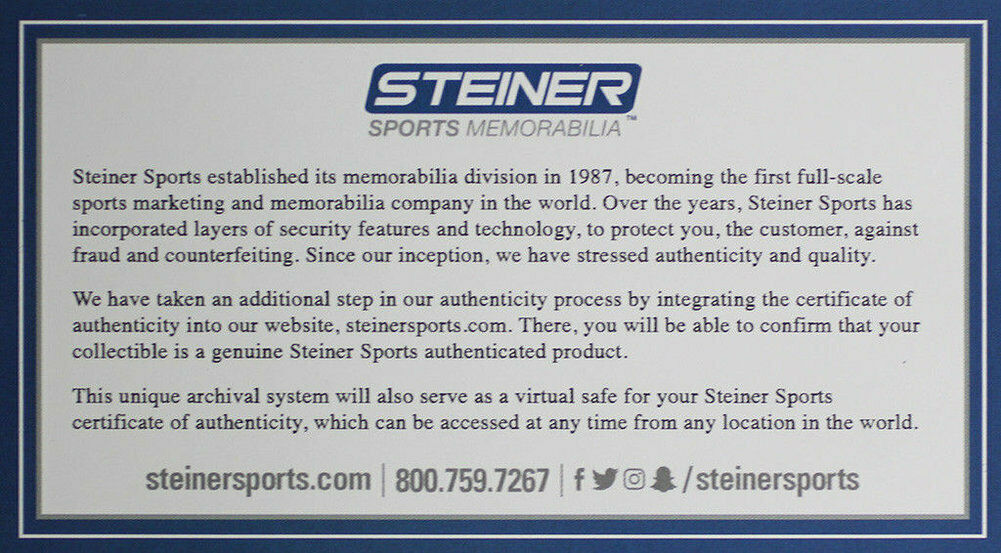 STEINER
SPORTS MEMORABILIA™
Steiner Sports established its memorabilia division in 1987, becoming the first full-scale
sports marketing and memorabilia company in the world. Over the years, Steiner Sports has
incorporated layers of security features and technology, to protect you, the customer, against
fraud and counterfeiting. Since our inception, we have stressed authenticity and quality.
We have taken an additional step in our authenticity process by integrating the certificate of
authenticity into our website, steinersports.com. There, you will be able to confirm that your
collectible is a genuine Steiner Sports authenticated product.
This unique archival system will also serve as a virtual safe for your Steiner Sports
certificate of authenticity, which can be accessed at any time from any location in the world.
steinersports.com | 800.759.7267 | f /steinersports